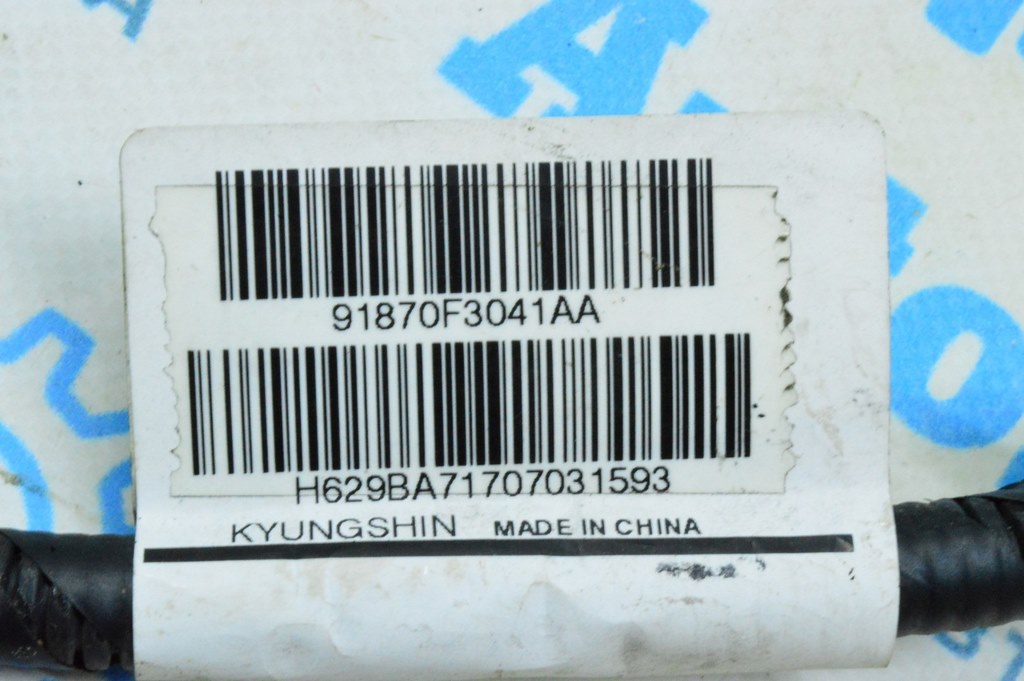 91870F3041AA
H629BA71707031593
KYUNGSHIN MADE IN CHINA